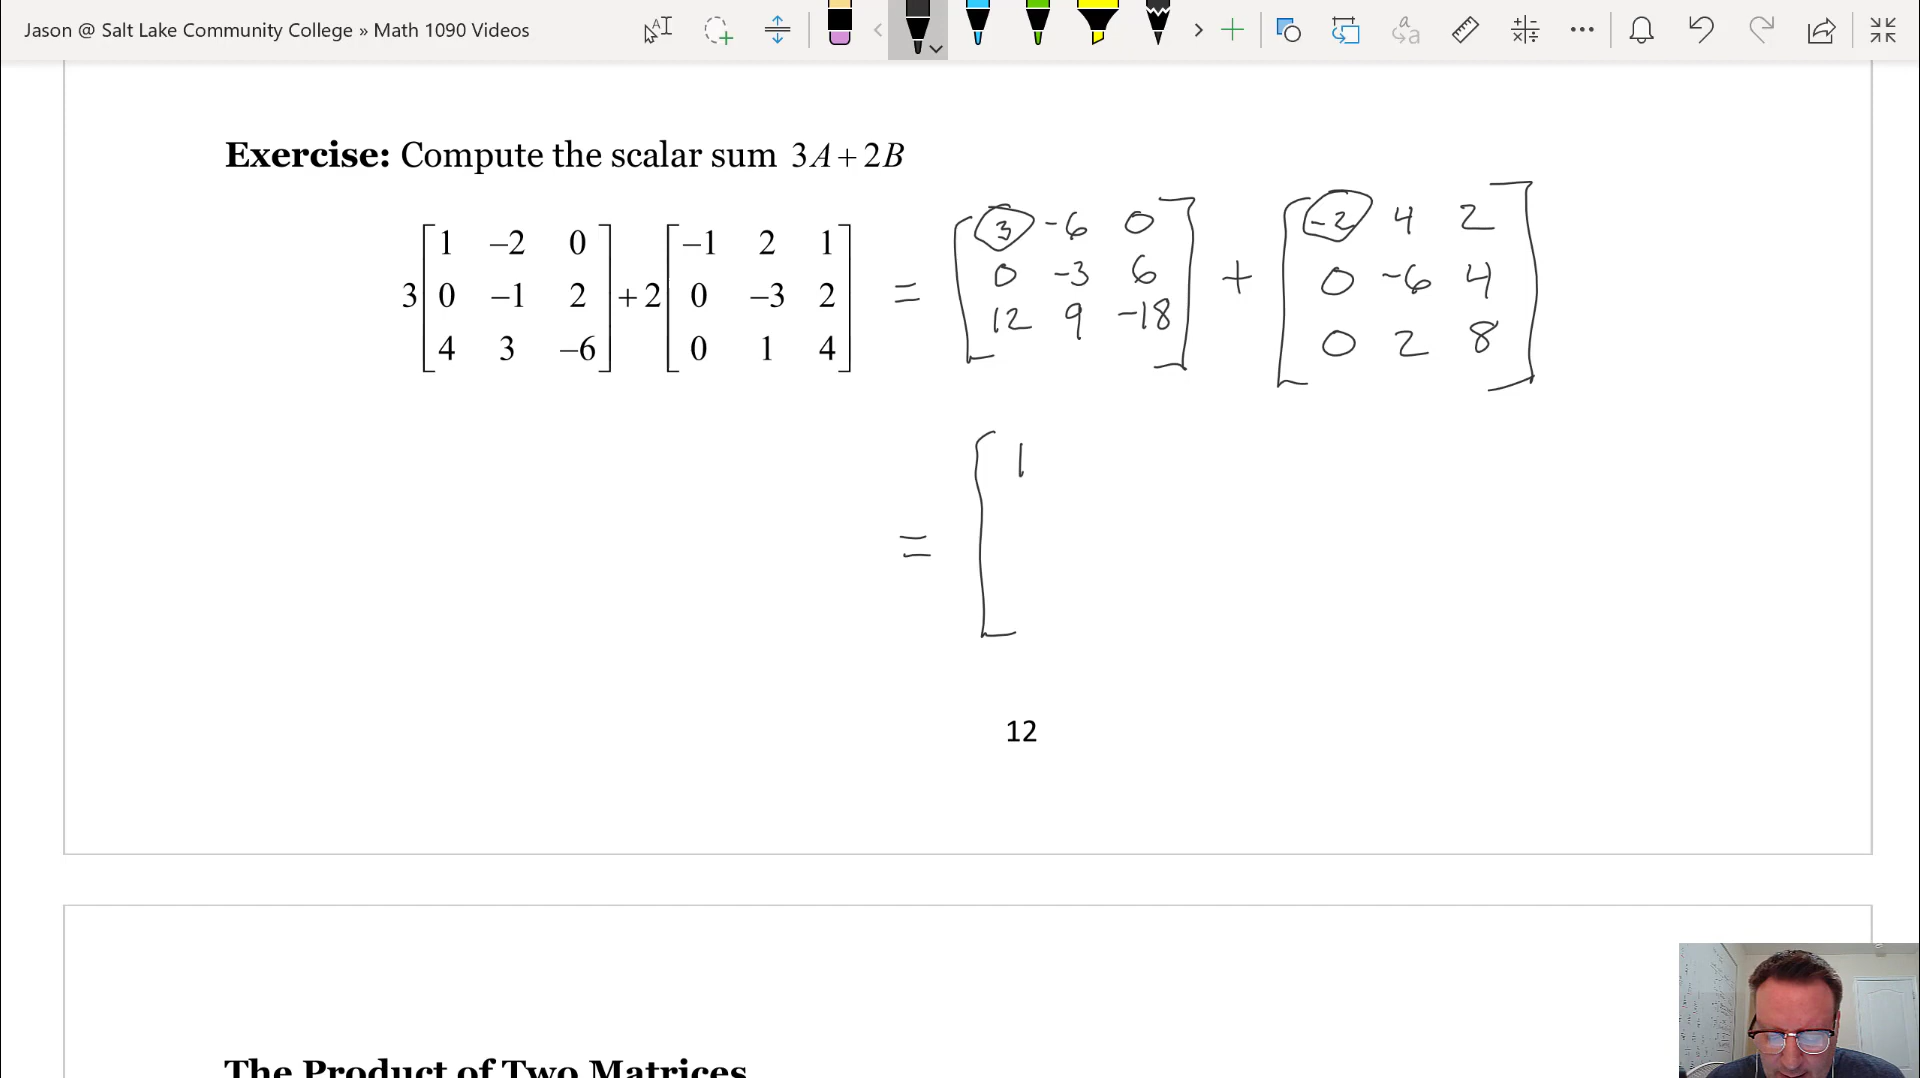 Jason @ Salt Lake Community College » Math 1090 Videos
Exercise: Compute the scalar sum 3A+2B
3[1 −2 0 +2[−1 2 1 = [3 -6 0 + [-2 4 2
0 −1 2 0 −3 2 0 -3 6 0 -6 4
4 3 −6] 0 1 4] 12 9 -18] 0 2 8]
= [1
12
The Product of Two Matrices